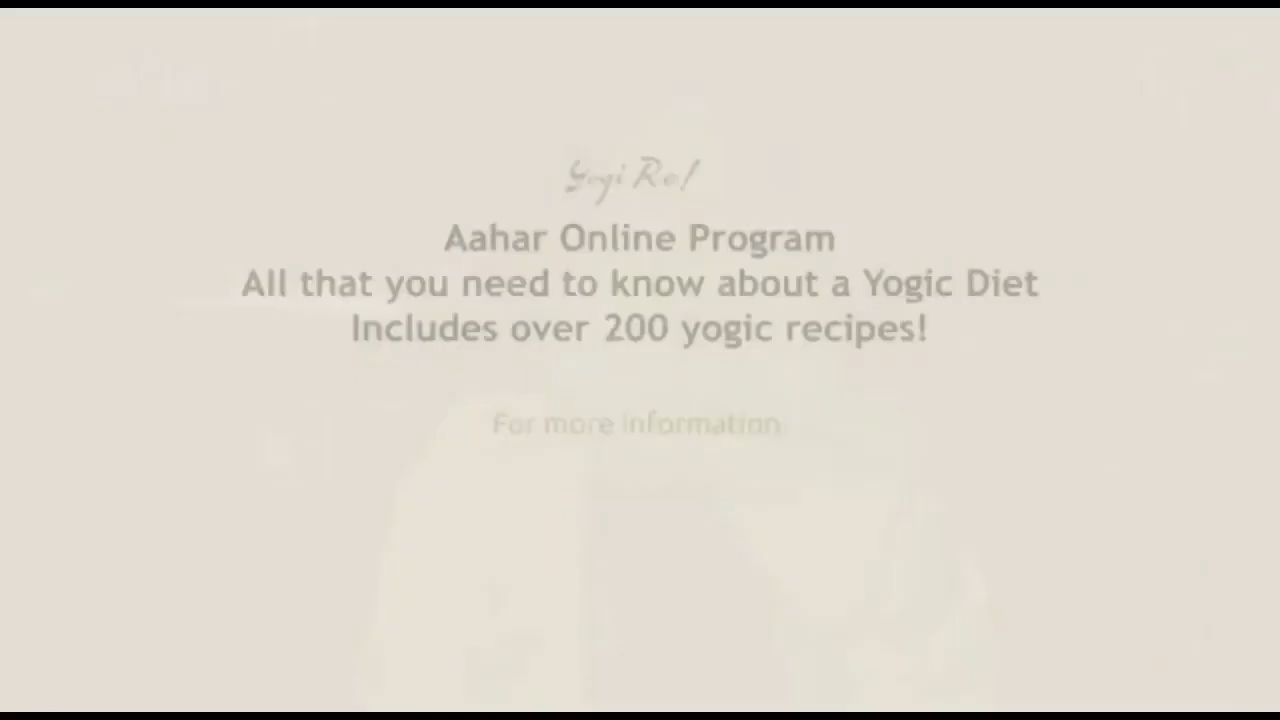 Yogi Ro!
Aahar Online Program
All that you need to know about a Yogic Diet
Includes over 200 yogic recipes!
For more information